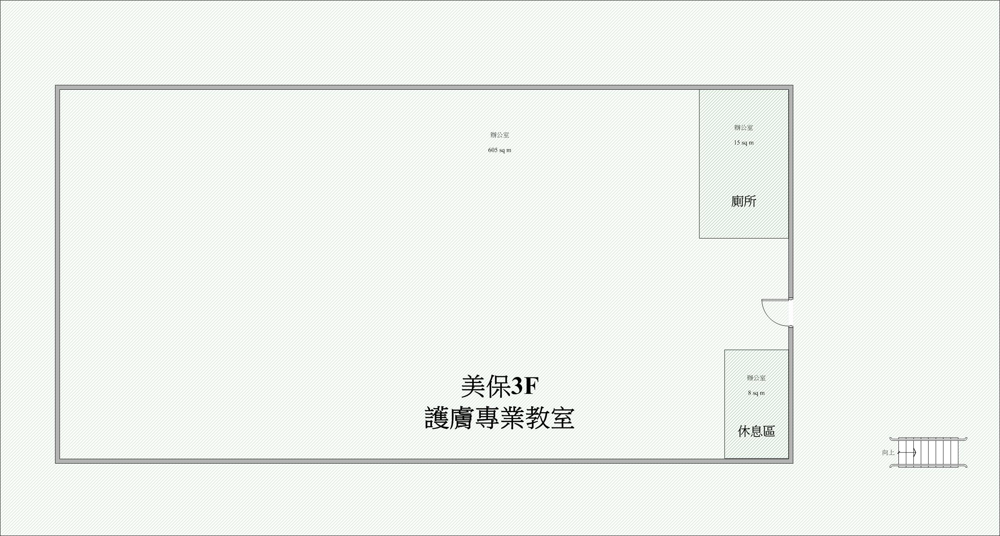 辦公室
605 sq m
辦公室
15 sq m
廁所
美保3F
護膚專業教室
辦公室
8 sq m
休息區
向上